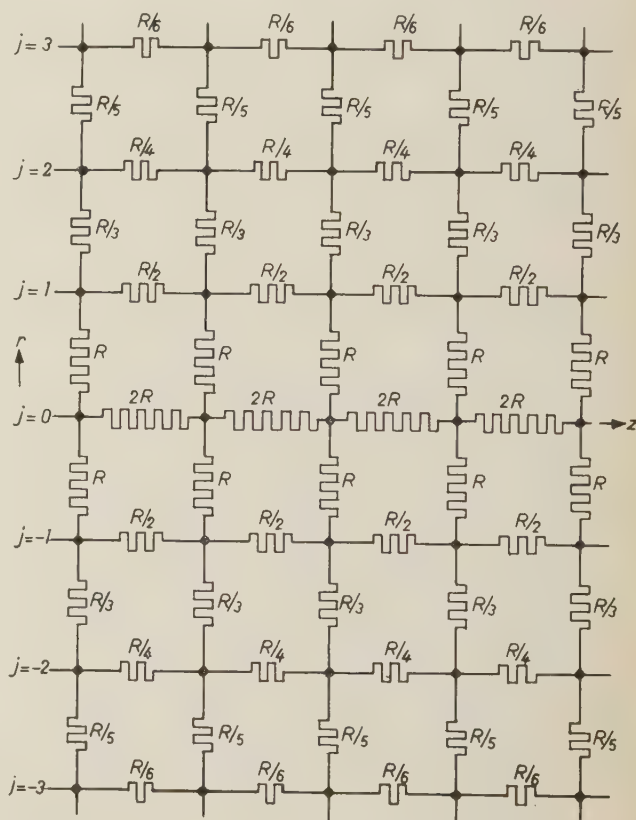 R/6 R/6 R/6 R/6
j = 3
R/5 R/5 R/5 R/5 R/5
R/4 R/4 R/4 R/4
j = 2
R/3 R/3 R/3 R/3 R/3
R/2 R/2 R/2 R/2
j = 1
r
R R R R R
2R 2R 2R 2R
j=0 z
R R R R R
R/2 R/2 R/2 R/2
j=-1
R/3 R/3 R/3 R/3 R/3
j=-2
R/4 R/4 R/4 R/4
R/5 R/5 R/5 R/5 R/5
R/6 R/6 R/6 R/6
j=-3